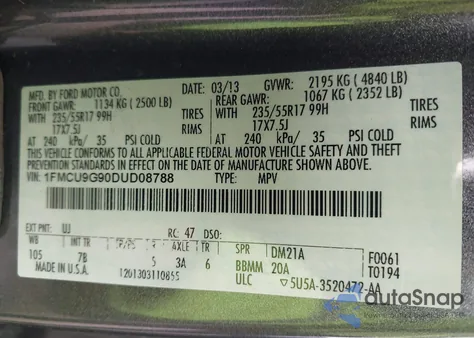 MFD. BY FORD MOTOR CO.
03/13 GVWR: 2195 KG ( 4840 LB)
FRONT GAWR: 1134 KG ( 2500 LB) REAR GAWR: 1067 KG ( 2352 LB)
WITH 235/55R17 99H TIRES WITH 235/55R17 99H TIRES
17X7.5J RIMS 17X7.5J RIMS
AT 240 kPa/ 35 PSI COLD AT 240 kPa/ 35 PSI COLD
THIS VEHICLE CONFORMS TO ALL APPLICABLE FEDERAL MOTOR VEHICLE SAFETY AND THEFT
PREVENTION STANDARDS IN EFFECT ON THE DATE OF MANUFACTURE SHOWN ABOVE.
VIN: 1FMCU9G90DUD08788 TYPE: MPV
EXT PNT: UJ RC: 47 DSO:
WB INT TR TP/PS R AXLE TR SPR DM21A F0061
105 7B 5 3A 6 BBMM 20A T0194
MADE IN U.S.A. 1201303110855 ULC ▽5U5A-3520472-AA
autoSnap